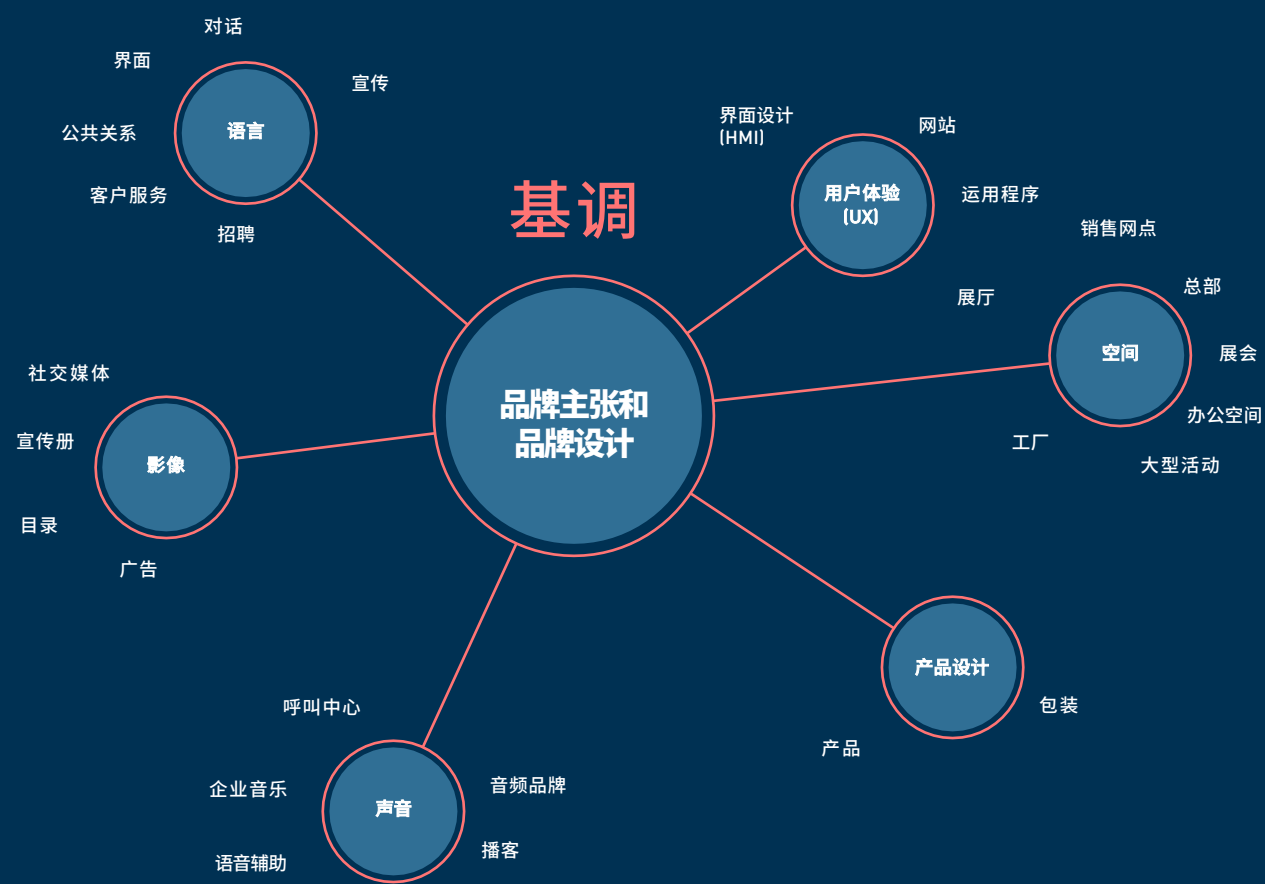 基调
品牌主张和
品牌设计
语言
对话
界面
宣传
公共关系
客户服务
招聘
用户体验
(UX)
界面设计
(HMI)
网站
运用程序
空间
销售网点
总部
展厅
展会
办公空间
工厂
大型活动
影像
社交媒体
宣传册
目录
广告
声音
呼叫中心
企业音乐
音频品牌
播客
语音辅助
产品设计
包装
产品